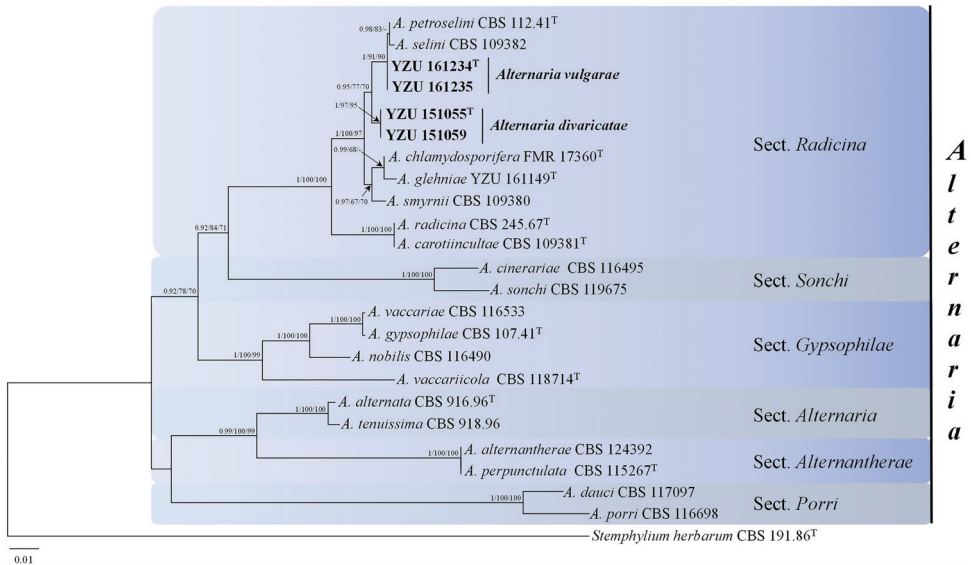 0.98/83/-
A. petroselini CBS 112.41T
A. selini CBS 109382
1/91/90
YZU 161234T
YZU 161235
Alternaria vulgarae
0.95/77/70
1/97/95
YZU 151055T
YZU 151059
Alternaria divaricatae
1/100/97
0.99/68/-
A. chlamydosporifera FMR 17360T
A. glehniae YZU 161149T
0.97/67/70
A. smyrnii CBS 109380
1/100/100
A. radicina CBS 245.67T
1/100/100
A. carotiincultae CBS 109381T
Sect. Radicina
0.92/84/71
A. cinerariae CBS 116495
1/100/100
A. sonchi CBS 119675
Sect. Sonchi
0.92/78/70
A. vaccariae CBS 116533
1/100/100
A. gypsophilae CBS 107.41T
1/100/100
A. nobilis CBS 116490
1/100/99
A. vaccariicola CBS 118714T
Sect. Gypsophilae
A. alternata CBS 916.96T
1/100/100
A. tenuissima CBS 918.96
Sect. Alternaria
0.99/100/99
A. alternantherae CBS 124392
1/100/100
A. perpunctulata CBS 115267T
Sect. Alternantherae
A. dauci CBS 117097
1/100/100
A. porri CBS 116698
Sect. Porri
Stemphylium herbarum CBS 191.86T
0.01
Alternaria